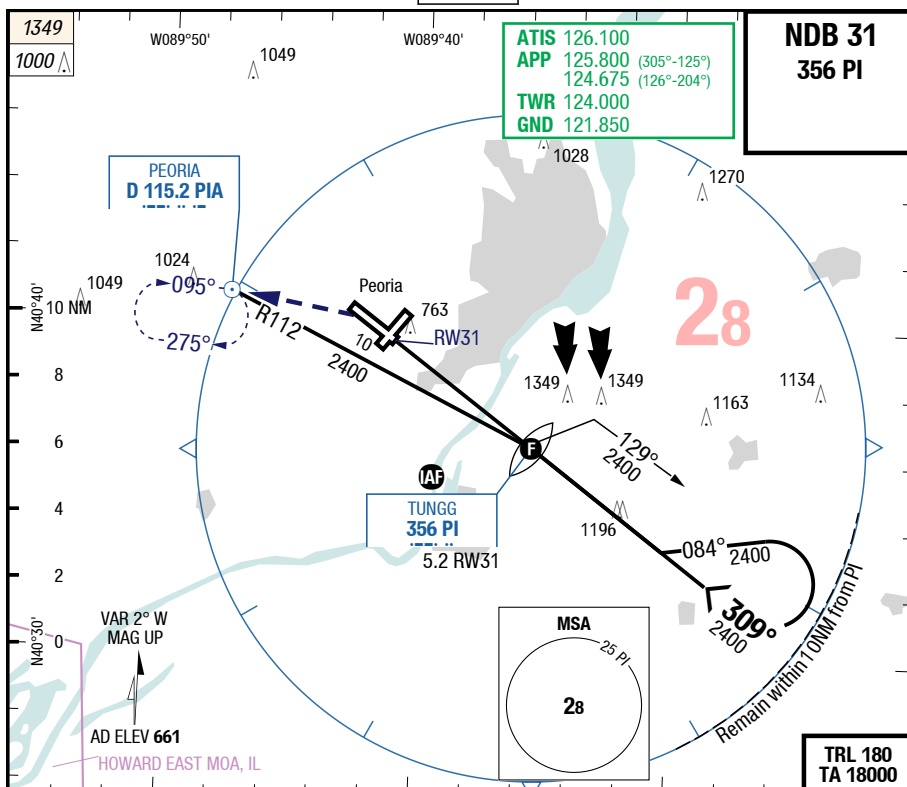 1349
1000
W089°50'
W089°40'
1049
ATIS 126.100
APP 125.800 (305°-125°)
124.675 (126°-204°)
TWR 124.000
GND 121.850
NDB 31
356 PI
1028
1270
PEORIA
D 115.2 PIA
1024
1049
095°
275°
Peoria
763
RW31
10
R112
2400
28
1349
1349
1134
1163
N40°40'
10 NM
8
6
4
2
0
N40°30'
F
129°
2400
IAF
TUNGG
356 PI
5.2 RW31
1196
084°
2400
309°
2400
Remain within 10NM from PI
VAR 2° W
MAG UP
AD ELEV 661
HOWARD EAST MOA, IL
MSA
25 PI
28
TRL 180
TA 18000